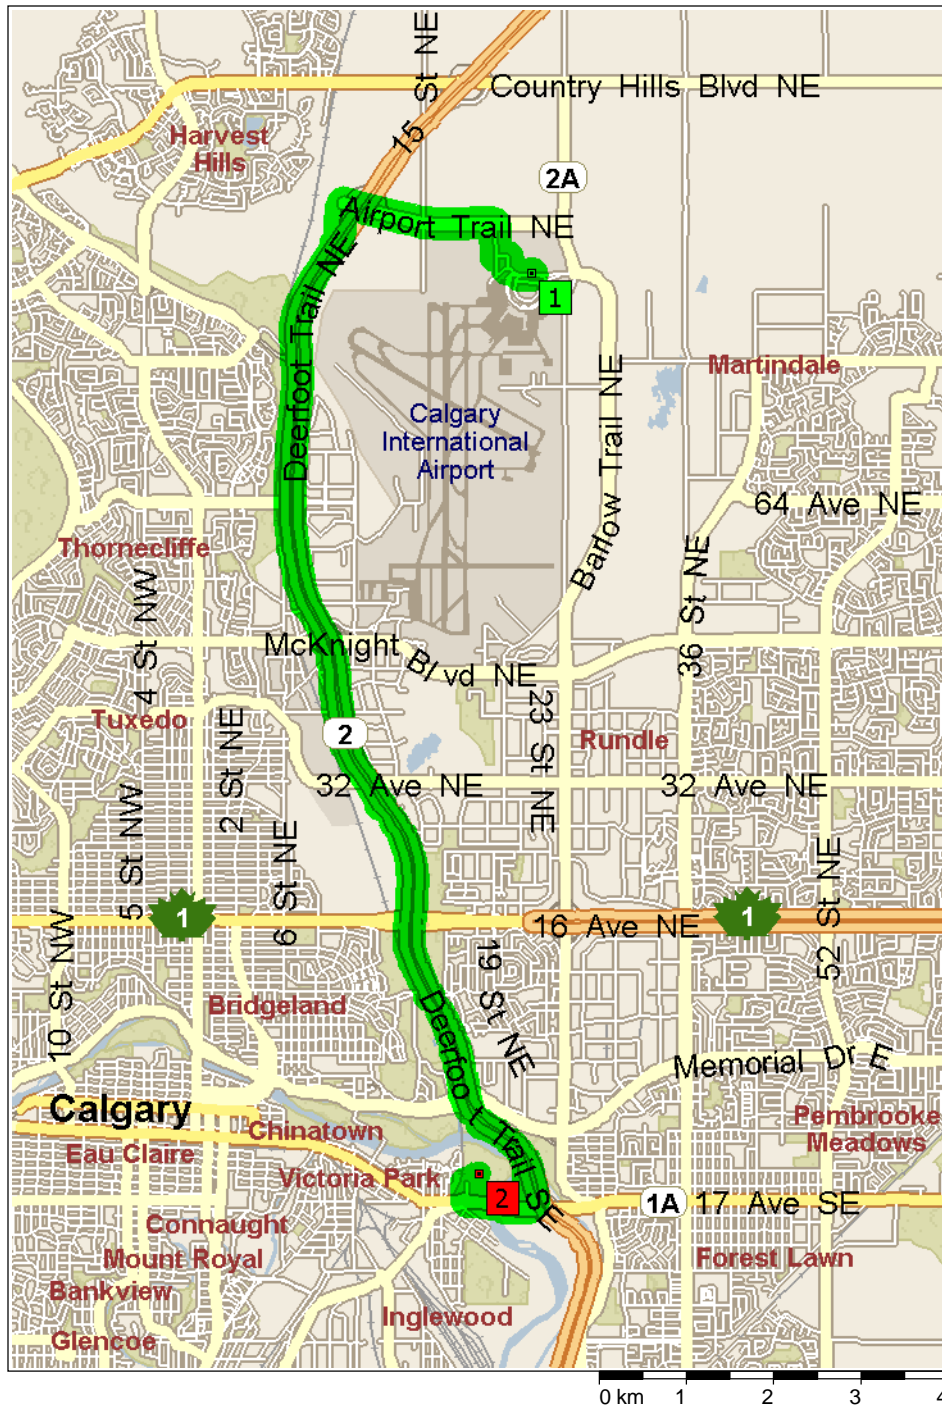 15 St NE
Country Hills Blvd NE
Harvest
Hills
15
2A
Airport Trail NE
1
Deerfoot Trail NE
Martindale
Calgary
International
Airport
Barlow Trail NE
64 Ave NE
Thornecliffe
4 St NW
36 St NE
McKnight Blvd NE
Tuxedo
2 St NE
2
23 St NE
Rundle
32 Ave NE
32 Ave NE
5 St NW
6 St NE
52 St NE
1
16 Ave NE
1
10 St NW
19 St NE
Bridgeland
Deerfoot Trail SE
Memorial Dr E
Calgary
Chinatown
Pembrooke
Meadows
Eau Claire
Victoria Park
2
1A
17 Ave SE
Connaught
Mount Royal
Forest Lawn
Bankview
Inglewood
Glencoe
0 km 1 2 3 4